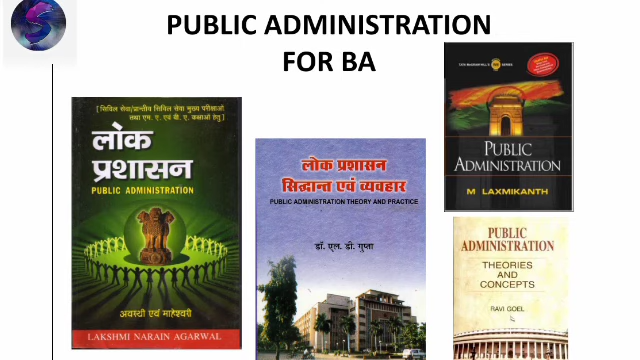 PUBLIC ADMINISTRATION
FOR BA
[ सिविल सेवा/प्रान्तीय सिविल सेवा मुख्य परीक्षाओं
तथा एम. ए. एवं बी. ए. कक्षाओं हेतु ]
लोक
प्रशासन
PUBLIC ADMINISTRATION
अवस्थी एवं माहेश्वरी
LAKSHMI NARAIN AGARWAL
लोक प्रशासन
सिद्धान्त एवं व्यवहार
PUBLIC ADMINISTRATION THEORY AND PRACTICE
डॉ. एल. डी. गुप्ता
PUBLIC
ADMINISTRATION
M LAXMIKANTH
PUBLIC
ADMINISTRATION
THEORIES
AND
CONCEPTS
RAVI GOEL